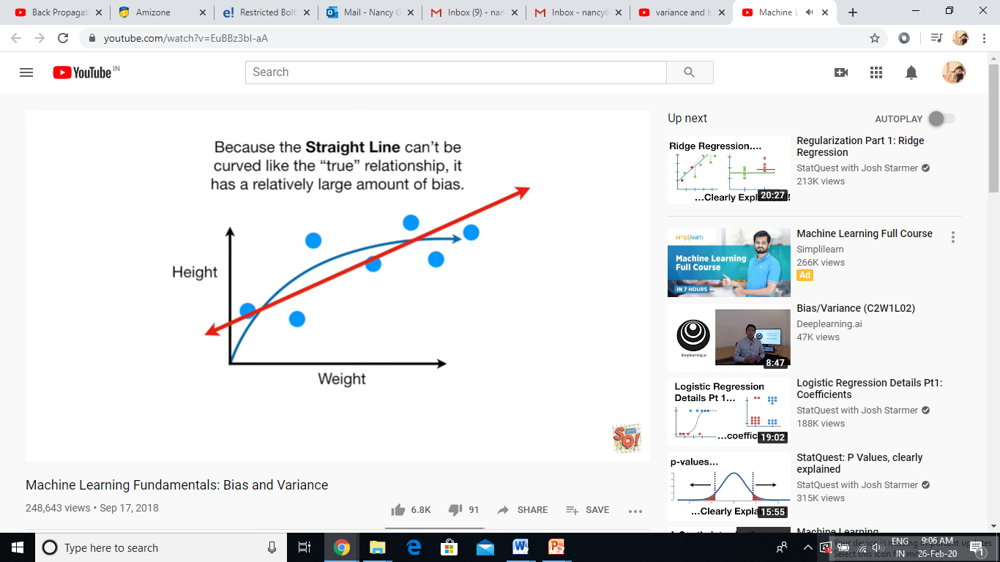 Back Propagat
Amizone
Restricted Bolt
Mail - Nancy G
Inbox (9) - nan
Inbox - nancy6
variance and b
Machine L
youtube.com/watch?v=EuBBz3bI-aA
YouTube IN
Search
Because the Straight Line can't be
curved like the "true" relationship, it
has a relatively large amount of bias.
Height
Weight
Machine Learning Fundamentals: Bias and Variance
248,643 views • Sep 17, 2018
6.8K
91
SHARE
SAVE
Up next
AUTOPLAY
Ridge Regression....
...Clearly Explained!!!
20:27
Regularization Part 1: Ridge
Regression
StatQuest with Josh Starmer
213K views
simplilearn
Machine Learning
Full Course
IN 7 HOURS
Machine Learning Full Course
Simplilearn
266K views
Ad
deeplearning.ai
8:47
Bias/Variance (C2W1L02)
Deeplearning.ai
47K views
Logistic Regression
Details Pt 1...
...coeffic
19:02
Logistic Regression Details Pt1:
Coefficients
StatQuest with Josh Starmer
188K views
p-values...
...Clearly Expla
15:55
StatQuest: P Values, clearly
explained
StatQuest with Josh Starmer
315K views
Machine Learning
Type here to search
ENG
IN
9:06 AM
26-Feb-20
1